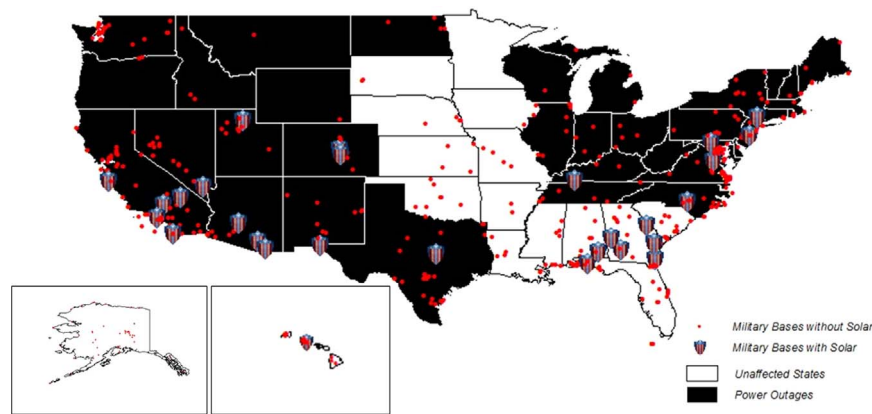 Military Bases without Solar
Military Bases with Solar
Unaffected States
Power Outages